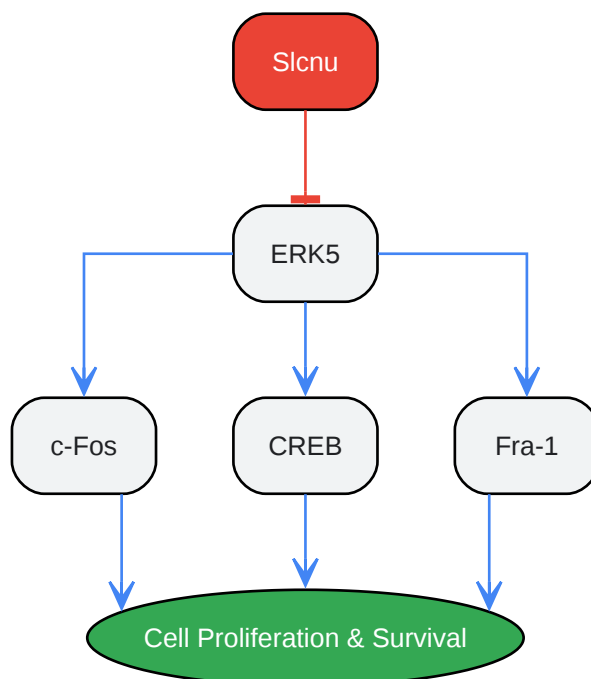 Slcnu
ERK5
c-Fos
CREB
Fra-1
Cell Proliferation & Survival